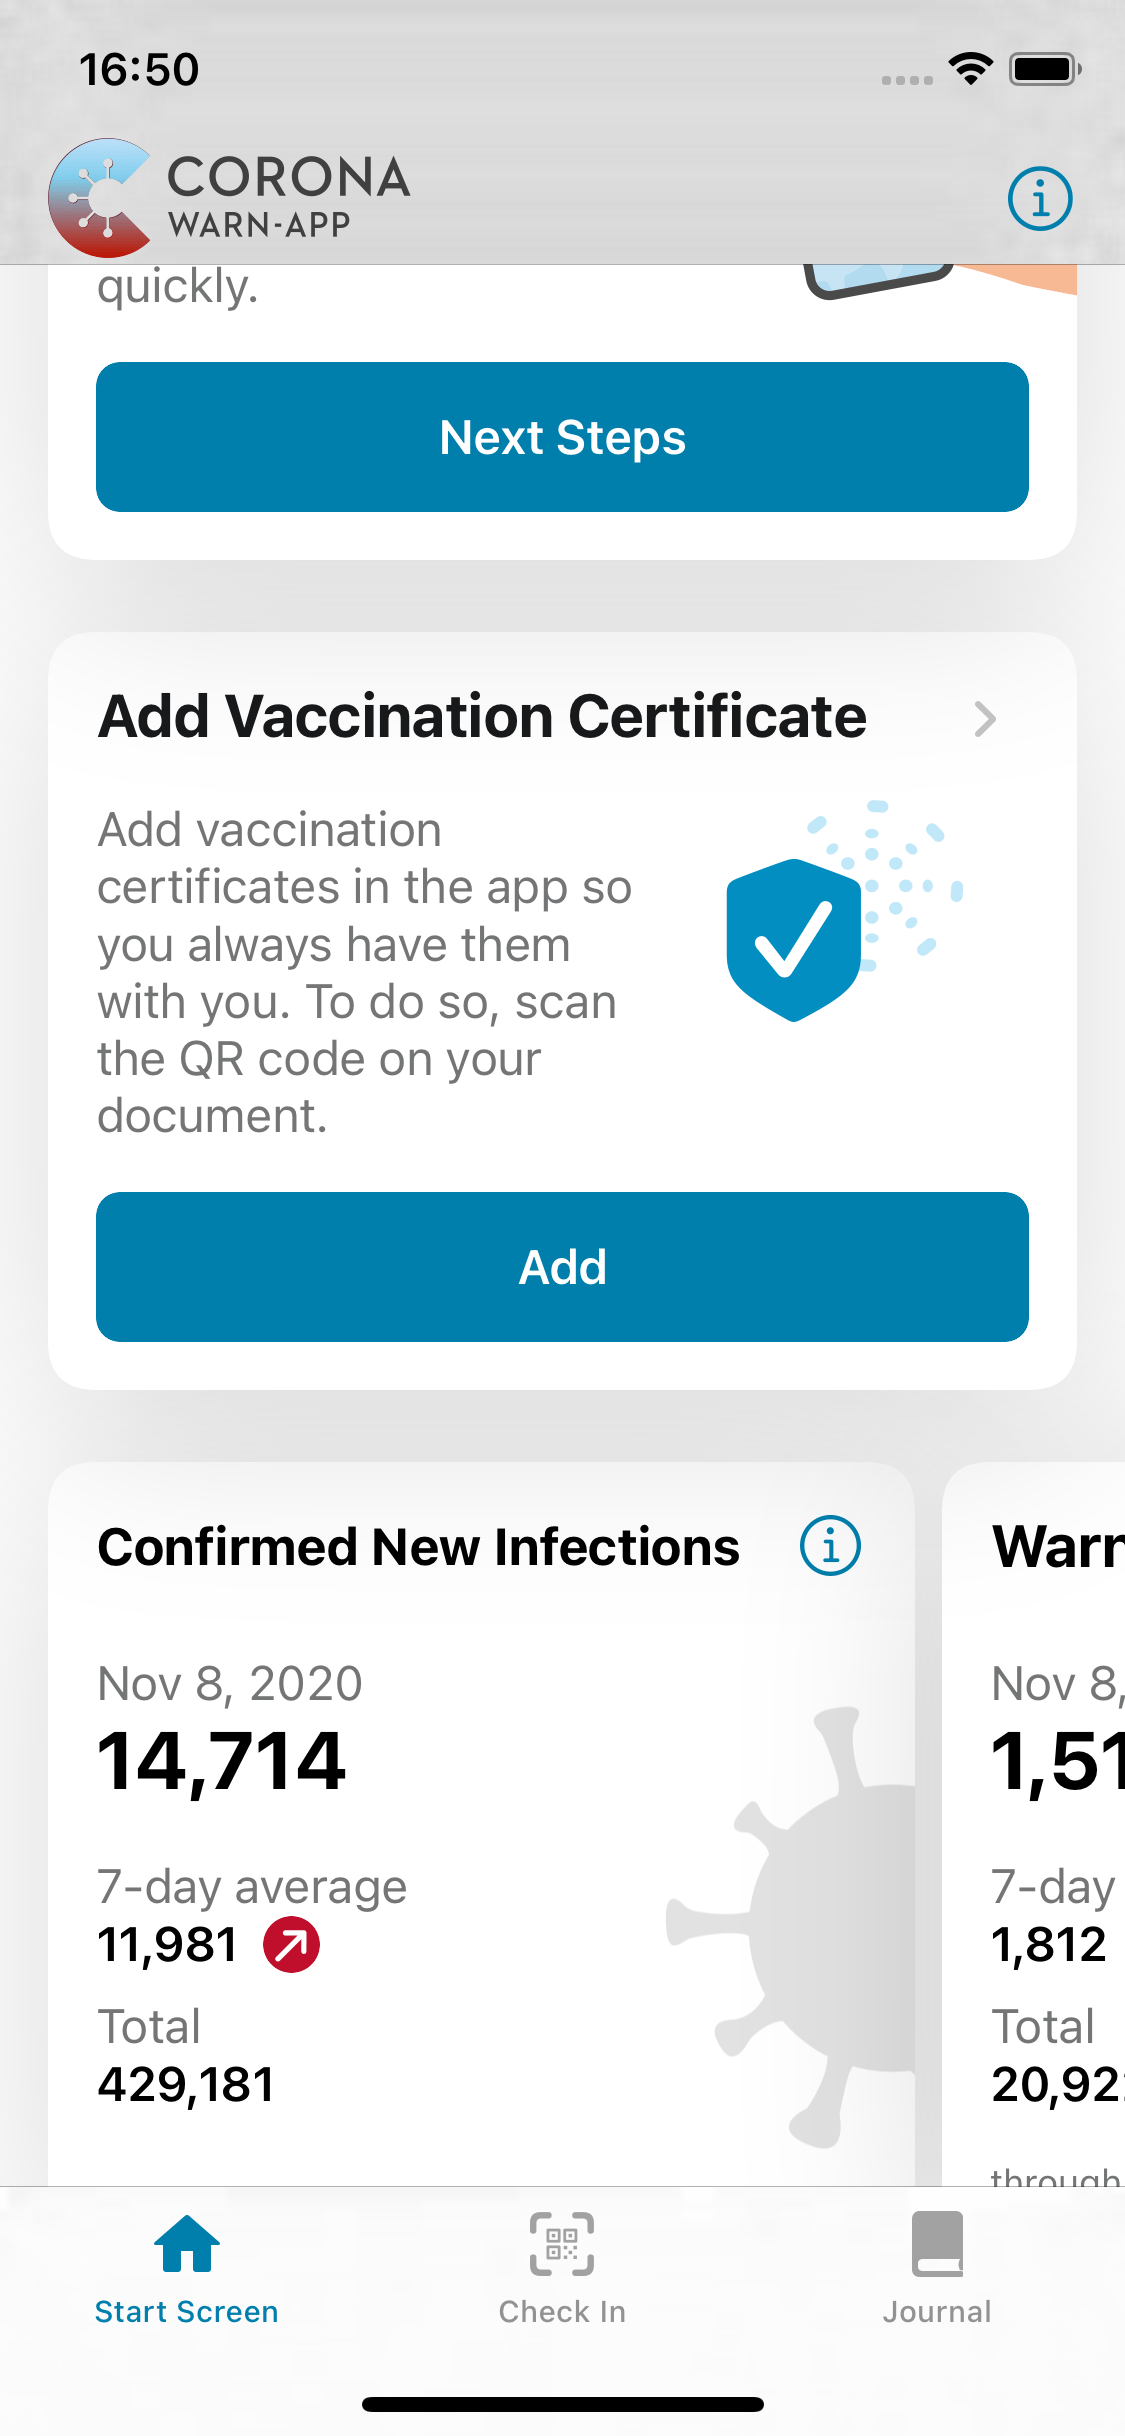 16:50
CORONA
WARN-APP
quickly.
Next Steps
Add Vaccination Certificate
Add vaccination
certificates in the app so
you always have them
with you. To do so, scan
the QR code on your
document.
Add
Confirmed New Infections
Nov 8, 2020
14,714
7-day average
11,981
Total
429,181
Warn
Nov 8,
1,51
7-day
1,812
Total
20,92
through
Start Screen
Check In
Journal